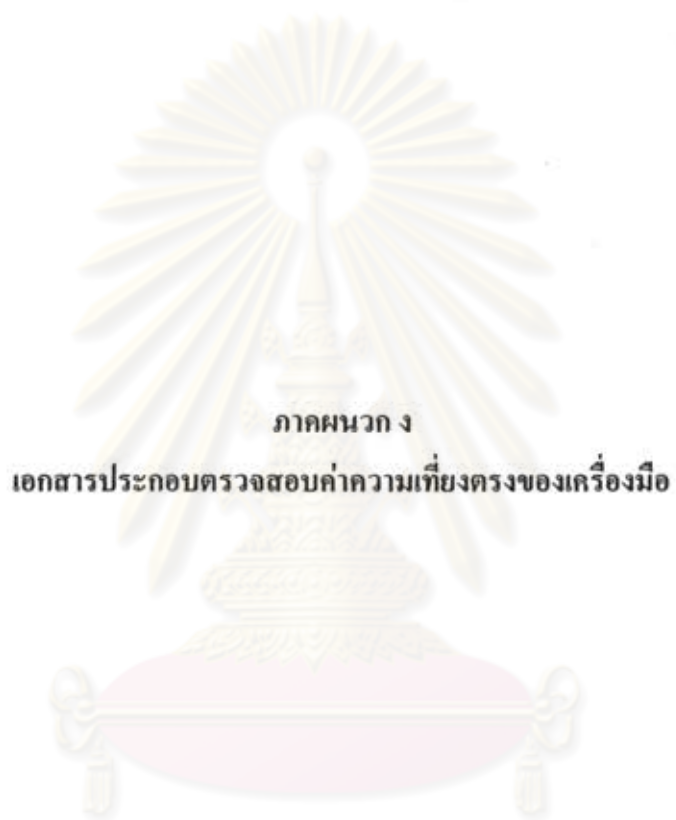 ภาคผนวก ง
เอกสารประกอบตรวจสอบค่าความเที่ยงตรงของเครื่องมือ